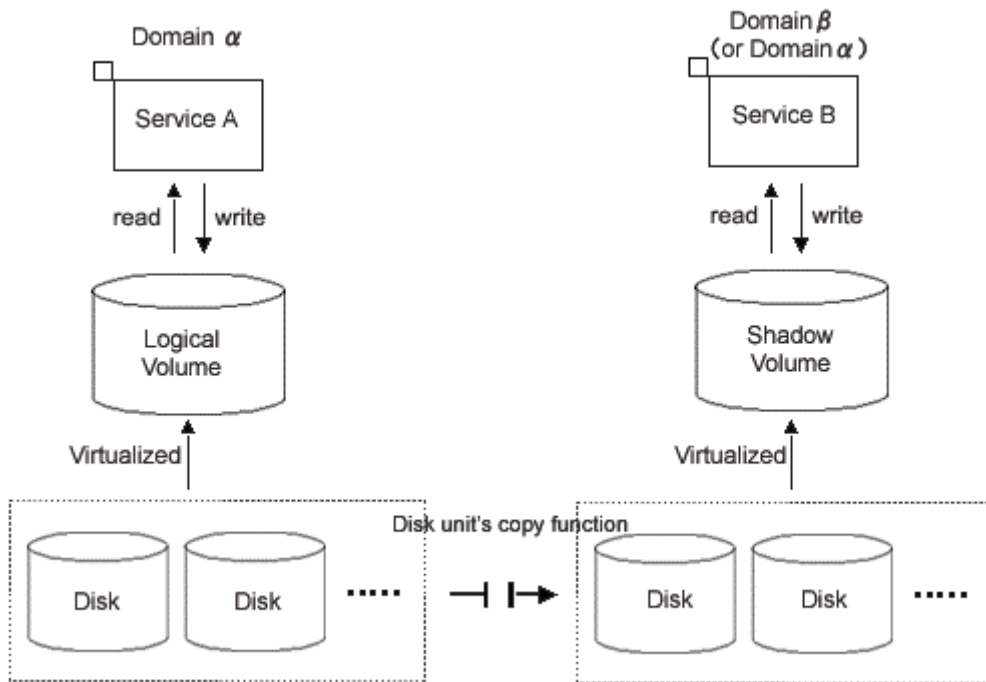 Domain α
Domain β
(or Domain α)
Service A
Service B
read
write
read
write
Logical
Volume
Shadow
Volume
Virtualized
Virtualized
Disk unit's copy function
Disk
Disk
.....
Disk
Disk
.....